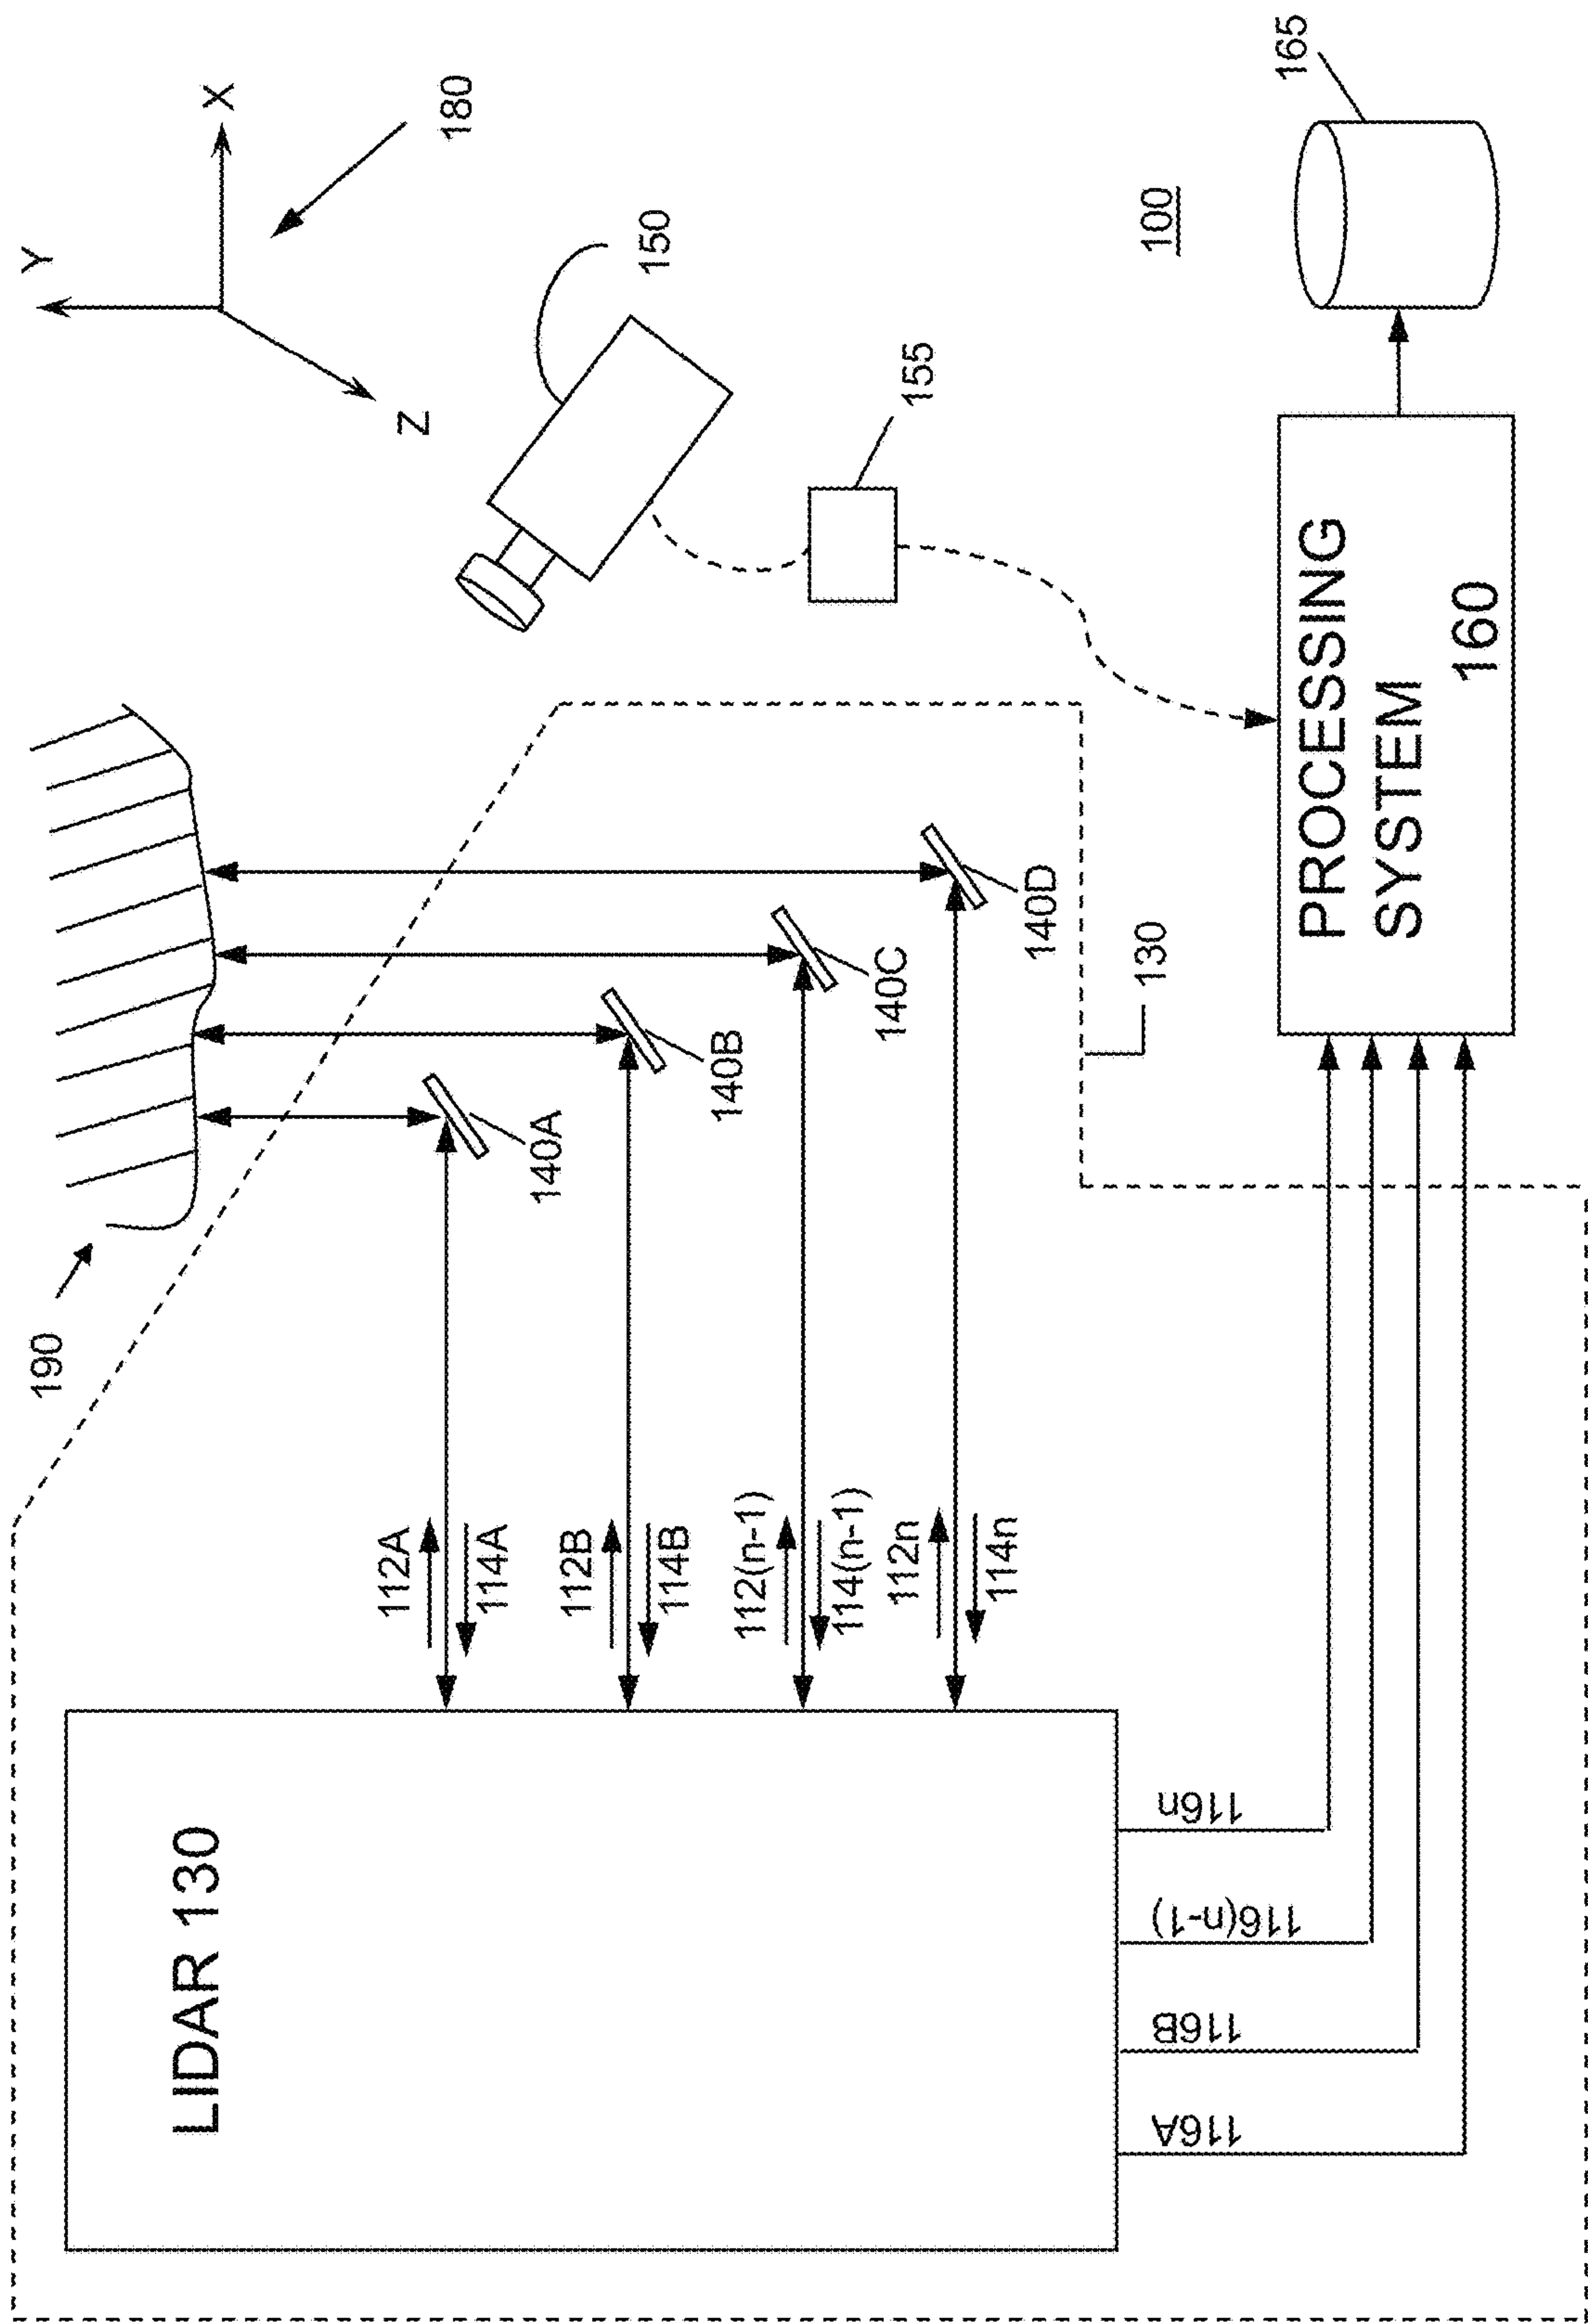 LIDAR 130
112A
114A
112B
114B
112(n-1)
114(n-1)
112n
114n
116A
116B
116(n-1)
116n
190
140A
140B
140C
140D
130
Y
X
Z
180
150
155
PROCESSING
SYSTEM
160
100
165